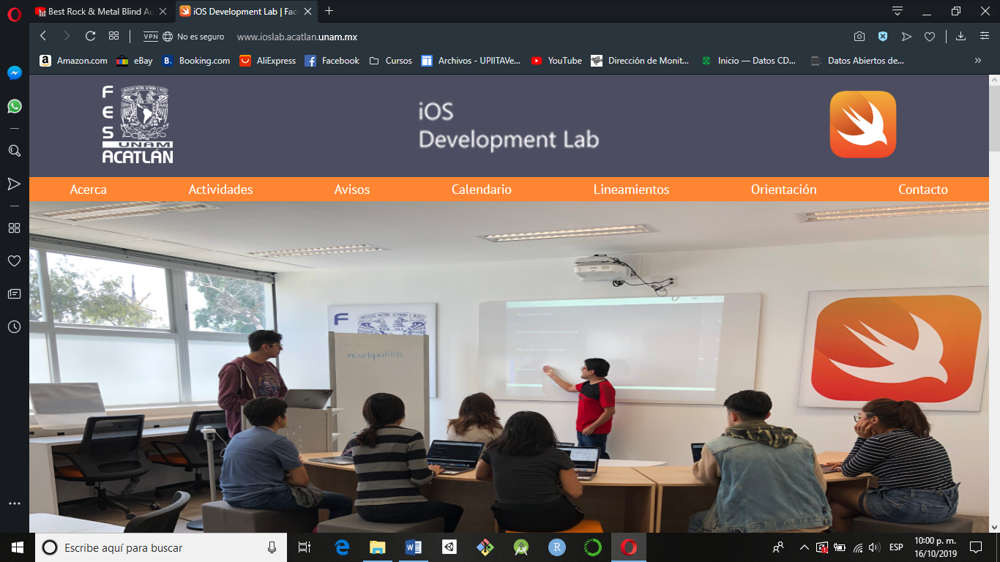 Best Rock & Metal Blind Au
iOS Development Lab | Fac
VPN
No es seguro
www.ioslab.acatlan.unam.mx
Amazon.com
eBay
Booking.com
AliExpress
Facebook
Cursos
Archivos - UPIITAVe...
YouTube
Dirección de Monit...
Inicio — Datos CD...
Datos Abiertos de...
FES
UNAM
ACATLÁN
iOS
Development Lab
Acerca
Actividades
Avisos
Calendario
Lineamientos
Orientación
Contacto
F
Escribe aquí para buscar
ESP
10:00 p. m.
16/10/2019